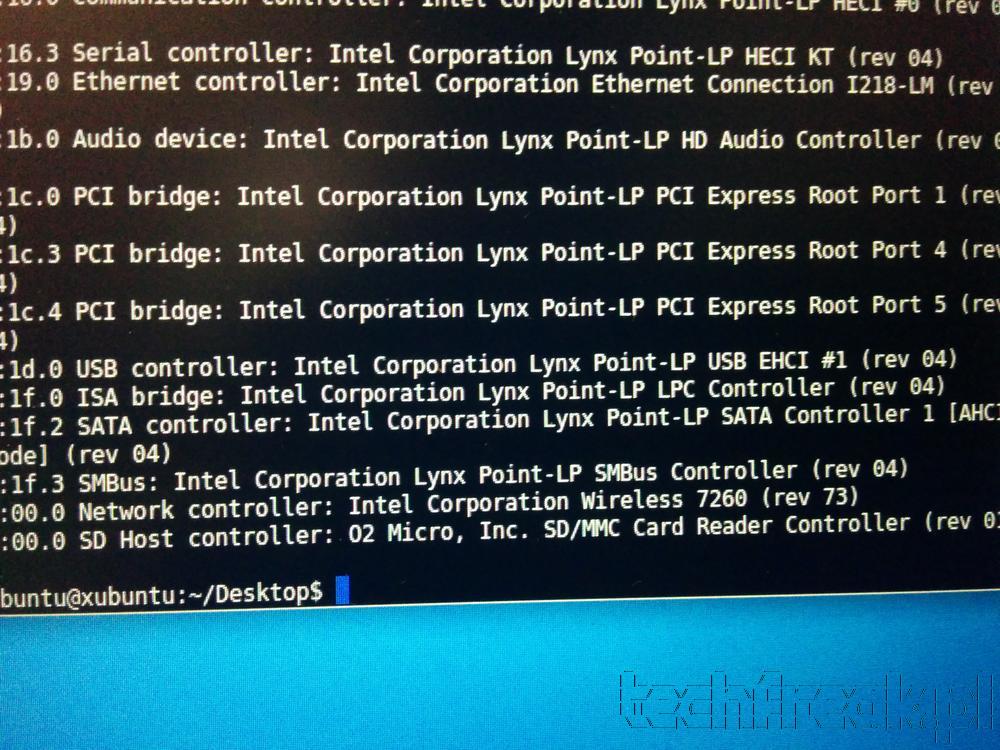 Communication controller: Intel Corporation Lynx Point-LP HECI #0 (rev
:16.3 Serial controller: Intel Corporation Lynx Point-LP HECI KT (rev 04)
:19.0 Ethernet controller: Intel Corporation Ethernet Connection I218-LM (rev
)
:1b.0 Audio device: Intel Corporation Lynx Point-LP HD Audio Controller (rev 0
:1c.0 PCI bridge: Intel Corporation Lynx Point-LP PCI Express Root Port 1 (rev
4)
:1c.3 PCI bridge: Intel Corporation Lynx Point-LP PCI Express Root Port 4 (rev
4)
:1c.4 PCI bridge: Intel Corporation Lynx Point-LP PCI Express Root Port 5 (rev
4)
:1d.0 USB controller: Intel Corporation Lynx Point-LP USB EHCI #1 (rev 04)
:1f.0 ISA bridge: Intel Corporation Lynx Point-LP LPC Controller (rev 04)
:1f.2 SATA controller: Intel Corporation Lynx Point-LP SATA Controller 1 [AHCI
ode] (rev 04)
:1f.3 SMBus: Intel Corporation Lynx Point-LP SMBus Controller (rev 04)
:00.0 Network controller: Intel Corporation Wireless 7260 (rev 73)
:00.0 SD Host controller: O2 Micro, Inc. SD/MMC Card Reader Controller (rev 0
buntu@xubuntu:~/Desktop$
techfreak.pl